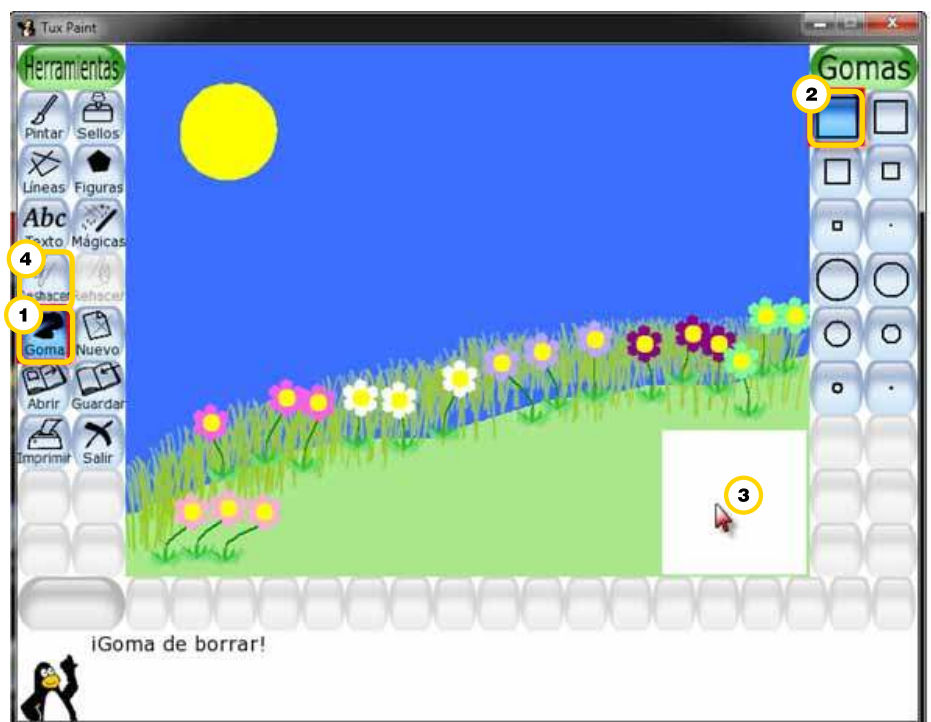 Tux Paint
Herramientas
Gomas
2
Pintar Sellos
Líneas Figuras
Abc
Texto Mágicas
4
Deshacer Rehacer
1
Goma Nuevo
Abrir Guardar
3
Imprimir Salir
¡Goma de borrar!